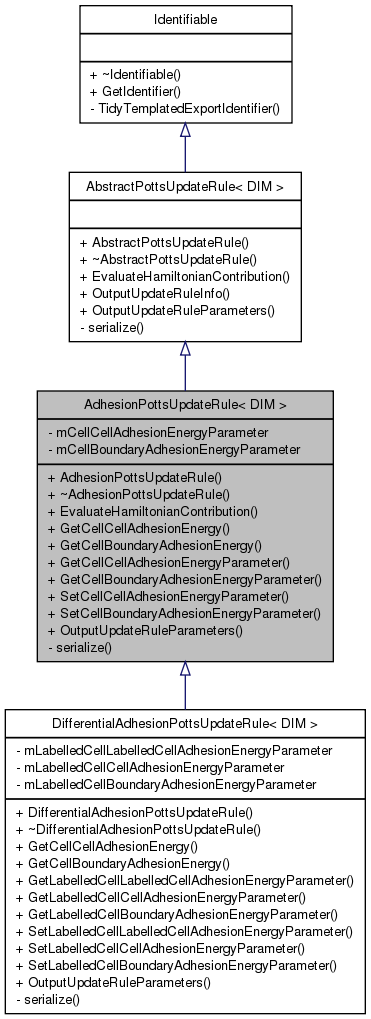 Identifiable
+ ~Identifiable()
+ GetIdentifier()
- TidyTemplatedExportIdentifier()
AbstractPottsUpdateRule< DIM >
+ AbstractPottsUpdateRule()
+ ~AbstractPottsUpdateRule()
+ EvaluateHamiltonianContribution()
+ OutputUpdateRuleInfo()
+ OutputUpdateRuleParameters()
- serialize()
AdhesionPottsUpdateRule< DIM >
- mCellCellAdhesionEnergyParameter
- mCellBoundaryAdhesionEnergyParameter
+ AdhesionPottsUpdateRule()
+ ~AdhesionPottsUpdateRule()
+ EvaluateHamiltonianContribution()
+ GetCellCellAdhesionEnergy()
+ GetCellBoundaryAdhesionEnergy()
+ GetCellCellAdhesionEnergyParameter()
+ GetCellBoundaryAdhesionEnergyParameter()
+ SetCellCellAdhesionEnergyParameter()
+ SetCellBoundaryAdhesionEnergyParameter()
+ OutputUpdateRuleParameters()
- serialize()
DifferentialAdhesionPottsUpdateRule< DIM >
- mLabelledCellLabelledCellAdhesionEnergyParameter
- mLabelledCellCellAdhesionEnergyParameter
- mLabelledCellBoundaryAdhesionEnergyParameter
+ DifferentialAdhesionPottsUpdateRule()
+ ~DifferentialAdhesionPottsUpdateRule()
+ GetCellCellAdhesionEnergy()
+ GetCellBoundaryAdhesionEnergy()
+ GetLabelledCellLabelledCellAdhesionEnergyParameter()
+ GetLabelledCellCellAdhesionEnergyParameter()
+ GetLabelledCellBoundaryAdhesionEnergyParameter()
+ SetLabelledCellLabelledCellAdhesionEnergyParameter()
+ SetLabelledCellCellAdhesionEnergyParameter()
+ SetLabelledCellBoundaryAdhesionEnergyParameter()
+ OutputUpdateRuleParameters()
- serialize()